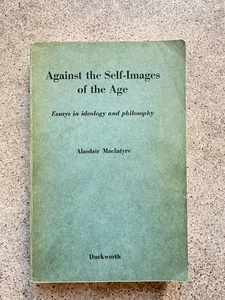 Against the Self-Images
of the Age
Essays in ideology and philosophy
Alasdair MacIntyre
Duckworth